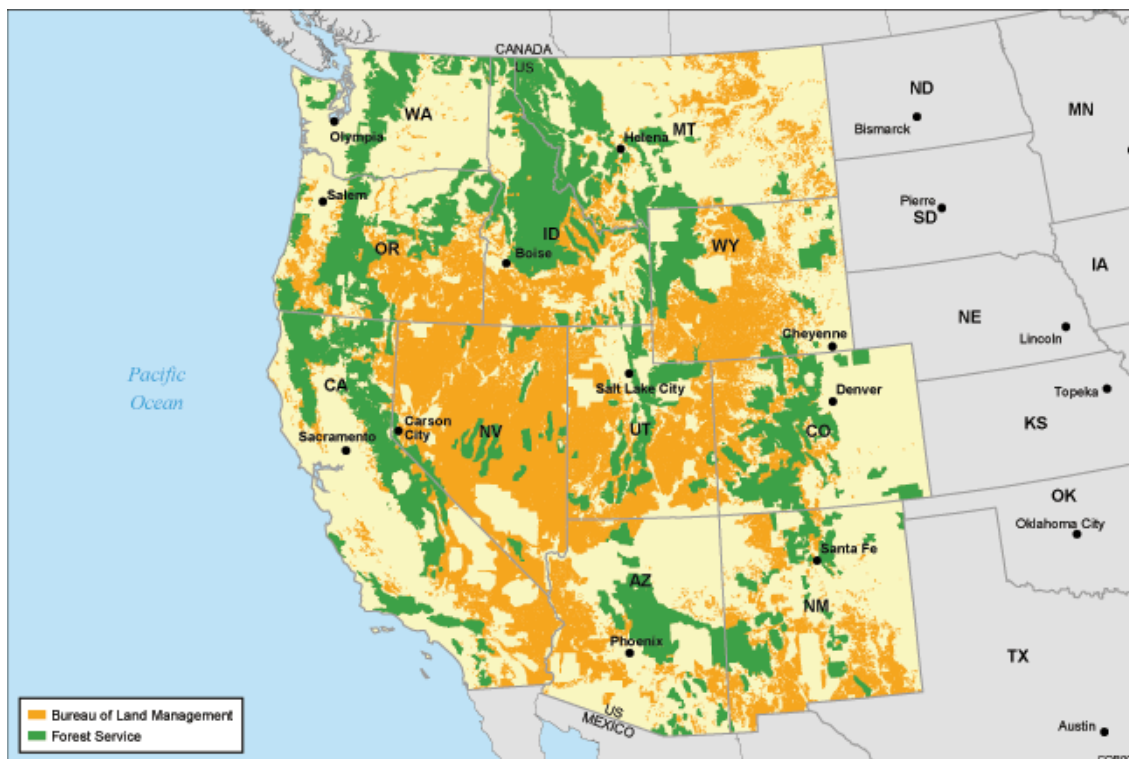 CANADA
US
WA
Olympia
MT
Helena
ND
Bismarck
MN
Salem
OR
ID
Boise
WY
Pierre
SD
IA
NE
Lincoln
Cheyenne
Pacific
Ocean
CA
Sacramento
Carson
City
NV
Salt Lake City
UT
Denver
CO
Topeka
KS
OK
Oklahoma City
Santa Fe
AZ
NM
Phoenix
TX
US
MEXICO
Austin
Bureau of Land Management
Forest Service